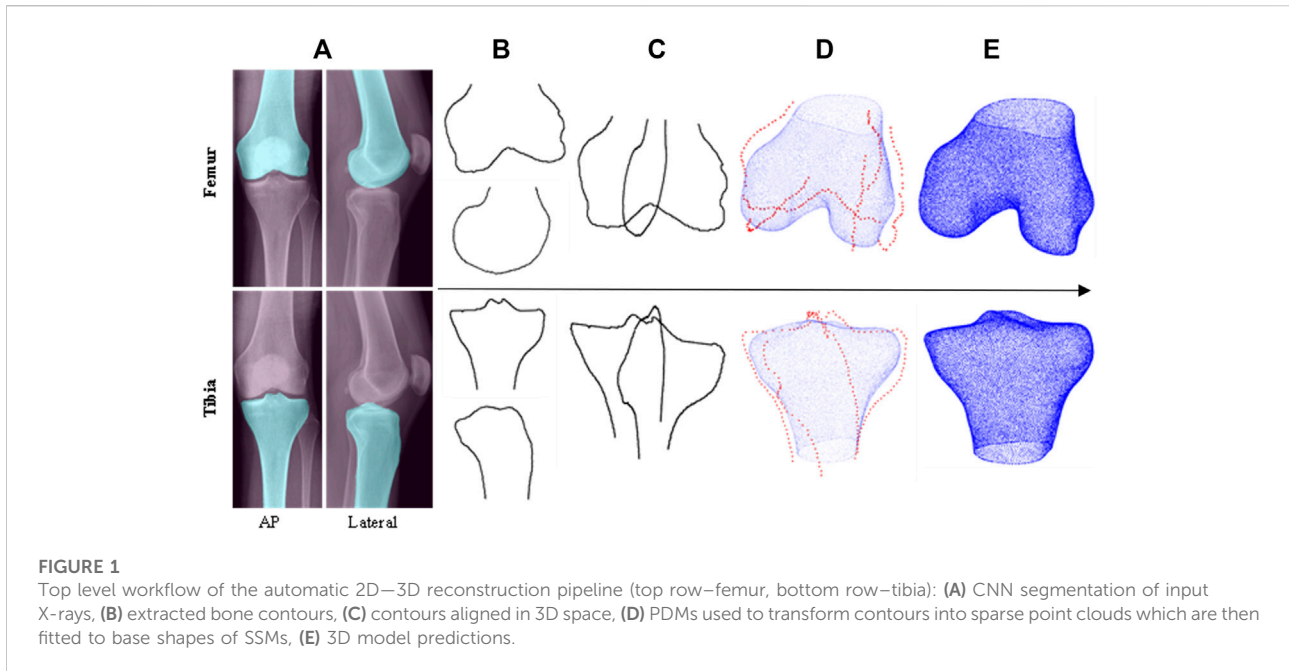 A B C D E
Femur
Tibia
AP Lateral
FIGURE 1
Top level workflow of the automatic 2D—3D reconstruction pipeline (top row–femur, bottom row–tibia): (A) CNN segmentation of input
X-rays, (B) extracted bone contours, (C) contours aligned in 3D space, (D) PDMs used to transform contours into sparse point clouds which are then
fitted to base shapes of SSMs, (E) 3D model predictions.